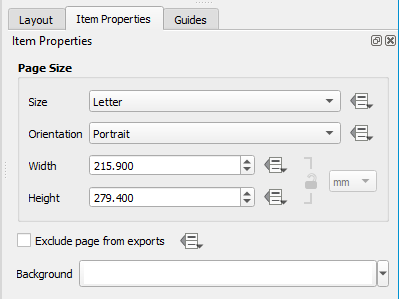 Layout Item Properties Guides
Item Properties
Page Size
Size Letter
Orientation Portrait
Width 215.900
mm
Height 279.400
Exclude page from exports
Background